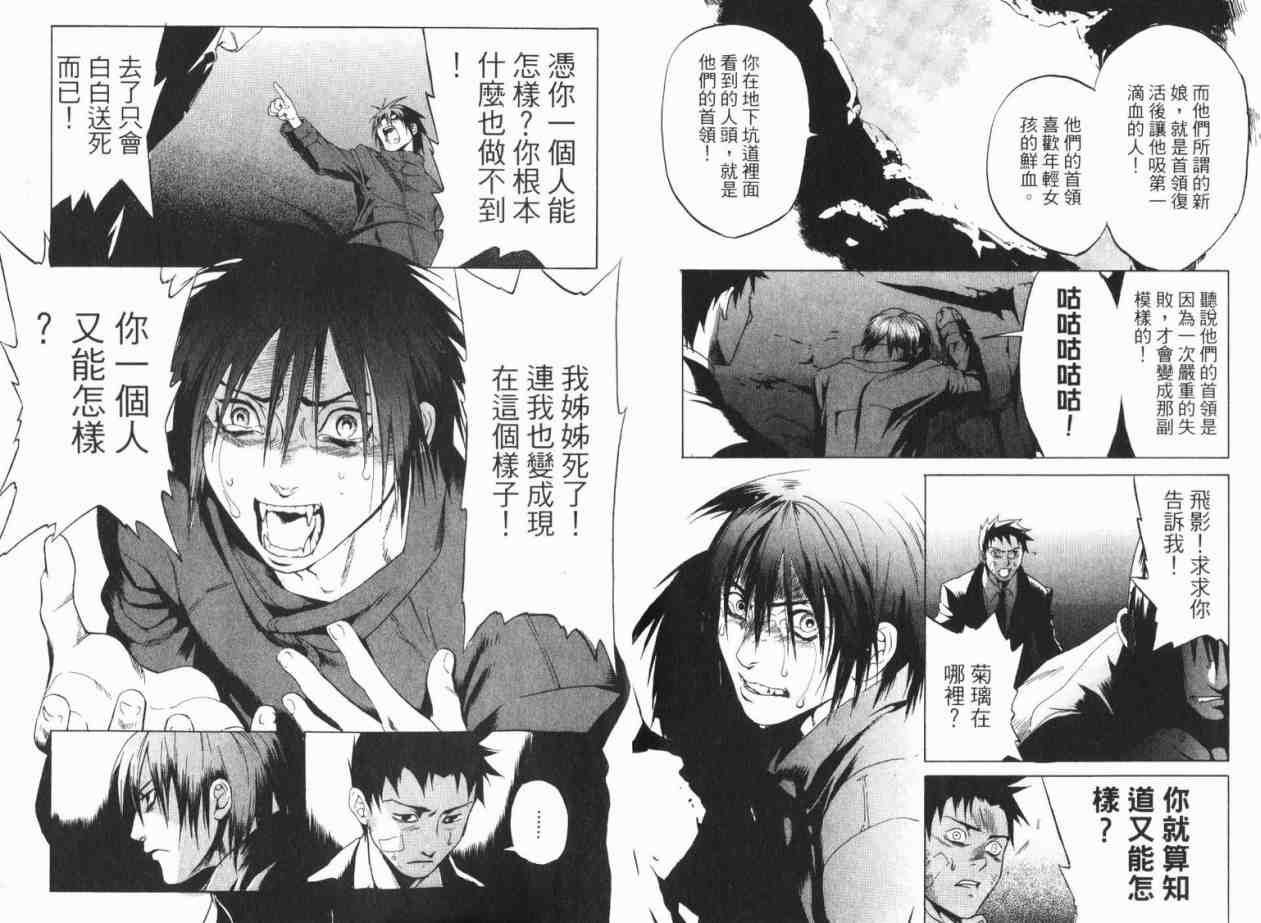 而他們所謂的新
娘，就是首領復
活後讓他吸第一
滴血的人！
他們的首領
喜歡年輕女
孩的鮮血。
你在地下坑道裡面
看到的人頭，就是
他們的首領！
聽說他們的首領是
因為一次嚴重的失
敗，才會變成那副
模樣的！
咕咕咕咕咕！
飛影！求求你
告訴我！
菊璃在
哪裡？
你就算知
道又能怎
樣？
憑你一個人能
怎樣？你根本
什麼也做不到
！
去了只會
白白送死
而已！
我姊姊死了！
連我也變成現
在這個樣子！
你一個人
又能怎樣
？
……